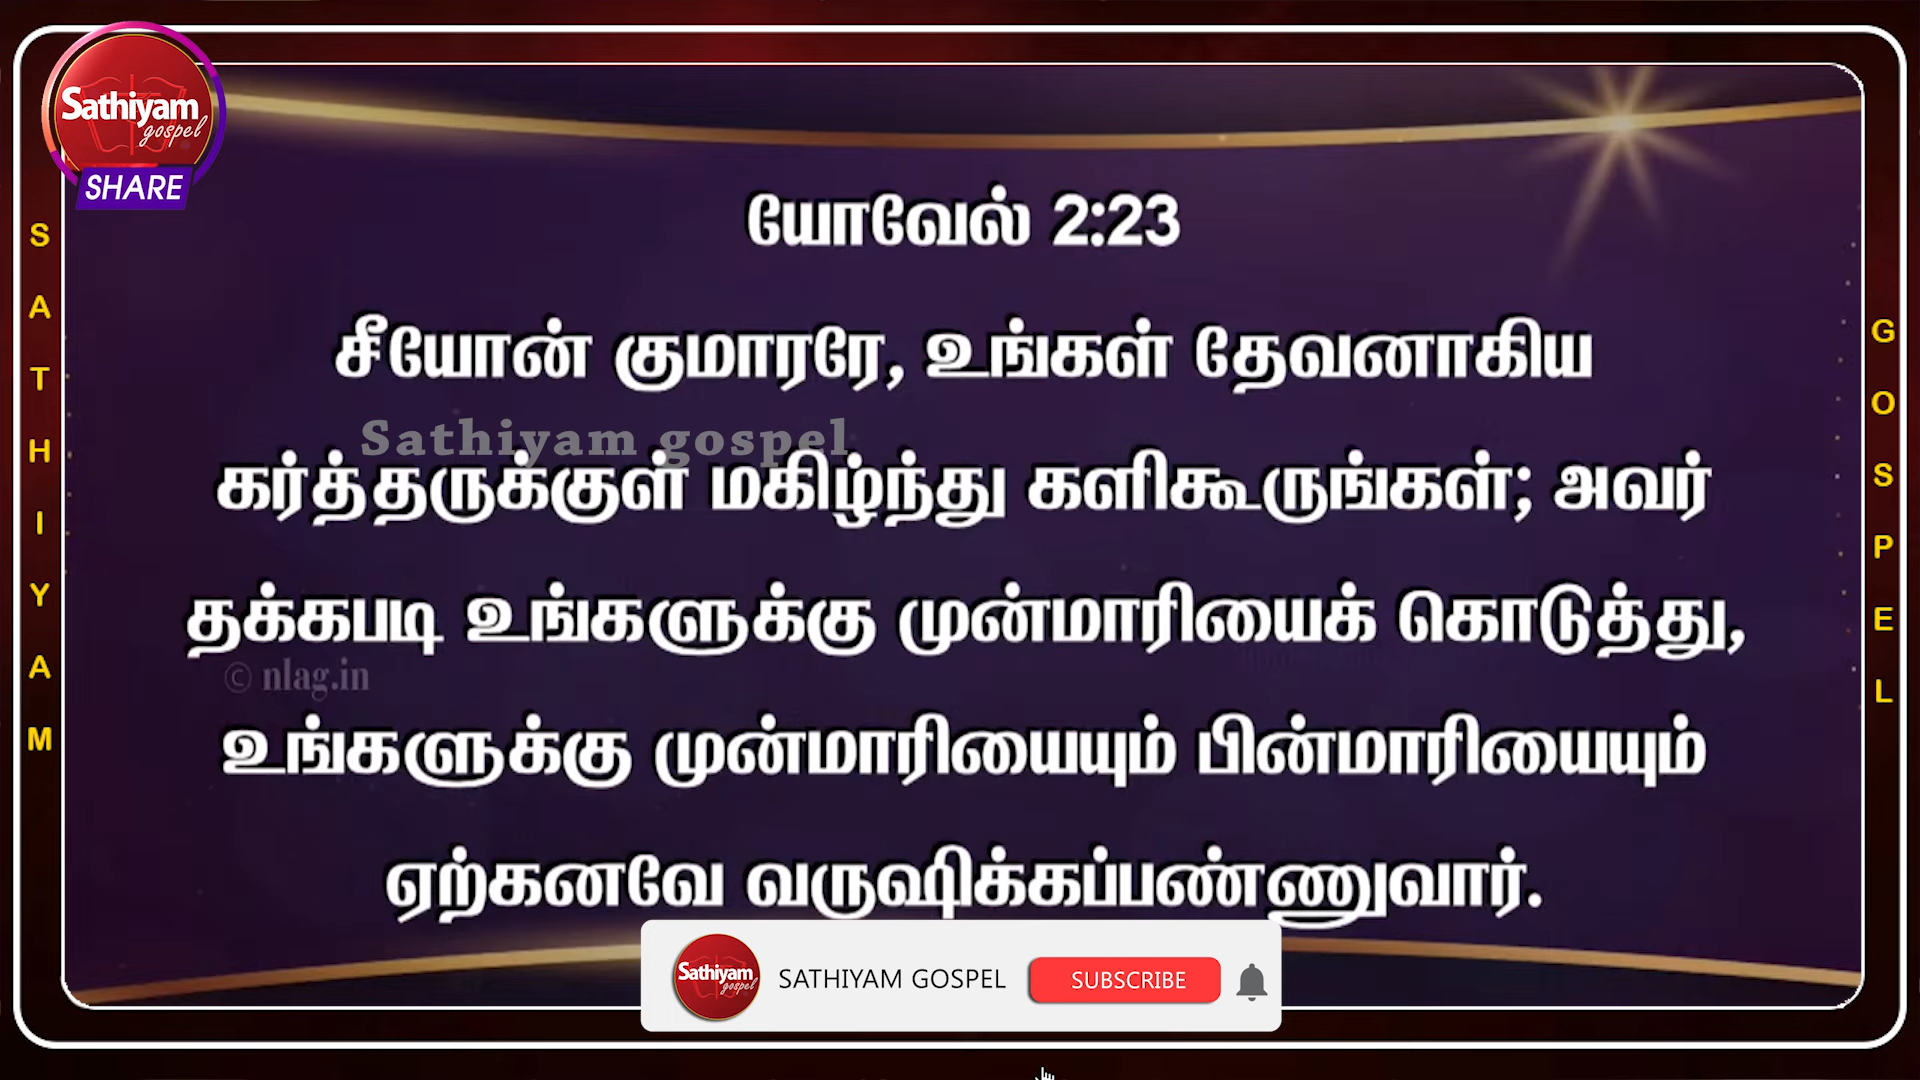 Sathiyam
gospel
SHARE
SATHIYAM
யோவேல் 2:23
சீயோன் குமாரரே, உங்கள் தேவனாகிய
Sathiyam gospel
கர்த்தருக்குள் மகிழ்ந்து களிகூருங்கள்; அவர்
தக்கபடி உங்களுக்கு முன்மாரியைக் கொடுத்து,
© nlag.in
உங்களுக்கு முன்மாரியையும் பின்மாரியையும்
ஏற்கனவே வருஷிக்கப்பண்ணுவார்.
GOSPEL
Sathiyam
gospel
SATHIYAM GOSPEL
SUBSCRIBE